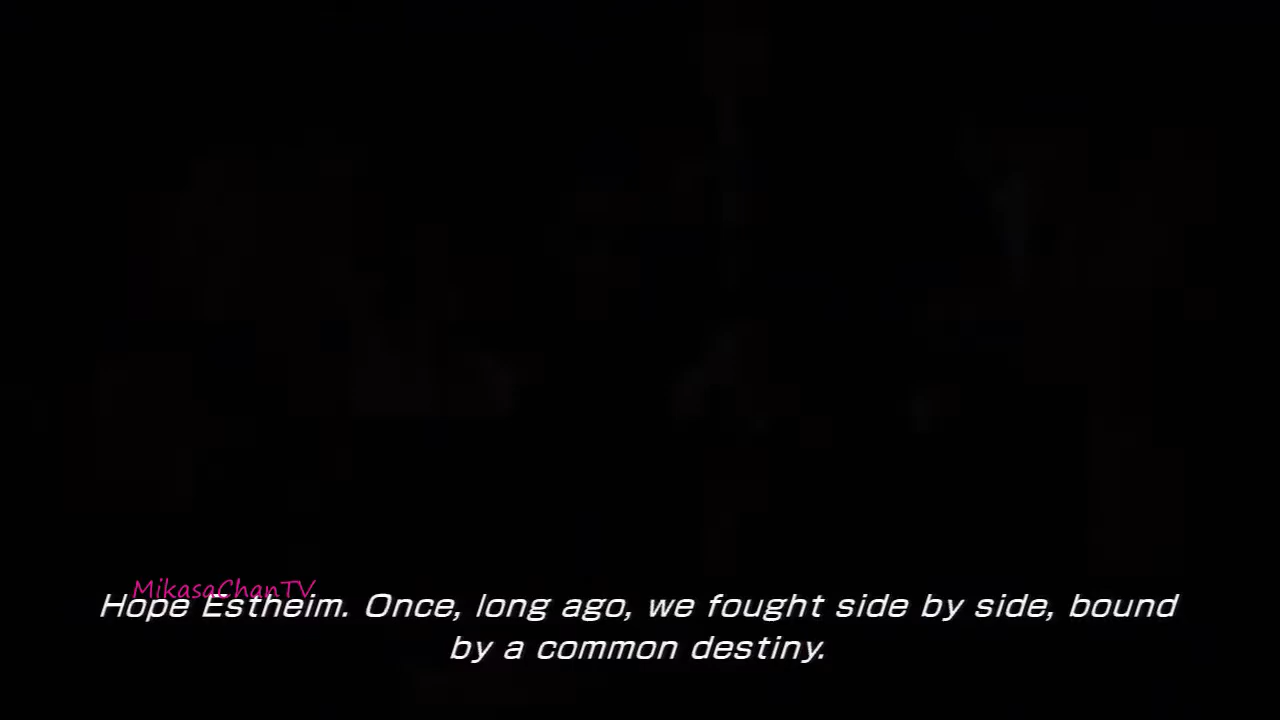 MikasaChanTV
Hope Estheim. Once, long ago, we fought side by side, bound
by a common destiny.